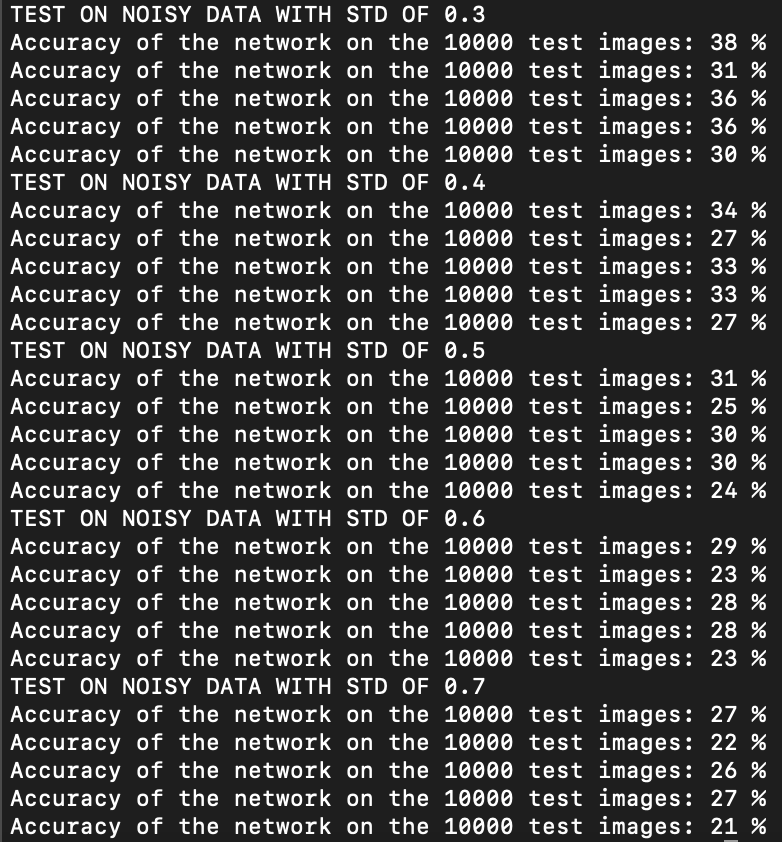 TEST ON NOISY DATA WITH STD OF 0.3
Accuracy of the network on the 10000 test images: 38 %
Accuracy of the network on the 10000 test images: 31 %
Accuracy of the network on the 10000 test images: 36 %
Accuracy of the network on the 10000 test images: 36 %
Accuracy of the network on the 10000 test images: 30 %
TEST ON NOISY DATA WITH STD OF 0.4
Accuracy of the network on the 10000 test images: 34 %
Accuracy of the network on the 10000 test images: 27 %
Accuracy of the network on the 10000 test images: 33 %
Accuracy of the network on the 10000 test images: 33 %
Accuracy of the network on the 10000 test images: 27 %
TEST ON NOISY DATA WITH STD OF 0.5
Accuracy of the network on the 10000 test images: 31 %
Accuracy of the network on the 10000 test images: 25 %
Accuracy of the network on the 10000 test images: 30 %
Accuracy of the network on the 10000 test images: 30 %
Accuracy of the network on the 10000 test images: 24 %
TEST ON NOISY DATA WITH STD OF 0.6
Accuracy of the network on the 10000 test images: 29 %
Accuracy of the network on the 10000 test images: 23 %
Accuracy of the network on the 10000 test images: 28 %
Accuracy of the network on the 10000 test images: 28 %
Accuracy of the network on the 10000 test images: 23 %
TEST ON NOISY DATA WITH STD OF 0.7
Accuracy of the network on the 10000 test images: 27 %
Accuracy of the network on the 10000 test images: 22 %
Accuracy of the network on the 10000 test images: 26 %
Accuracy of the network on the 10000 test images: 27 %
Accuracy of the network on the 10000 test images: 21 %